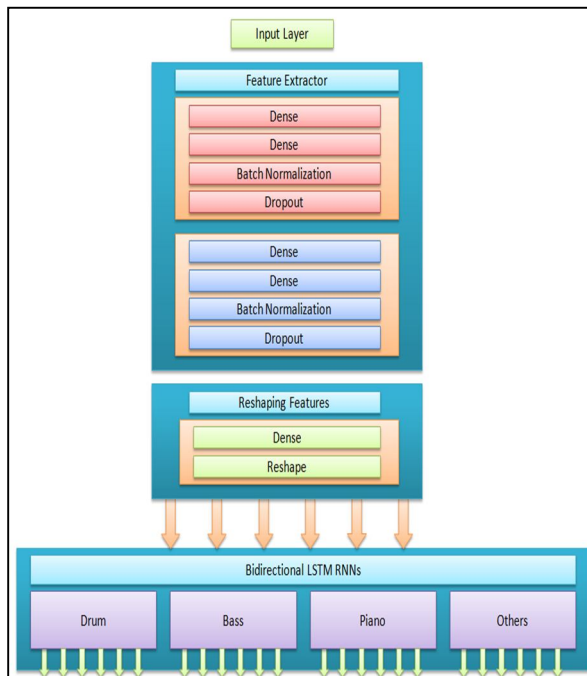 Input Layer
Feature Extractor
Dense
Dense
Batch Normalization
Dropout
Dense
Dense
Batch Normalization
Dropout
Reshaping Features
Dense
Reshape
Bidirectional LSTM RNNs
Drum Bass Piano Others